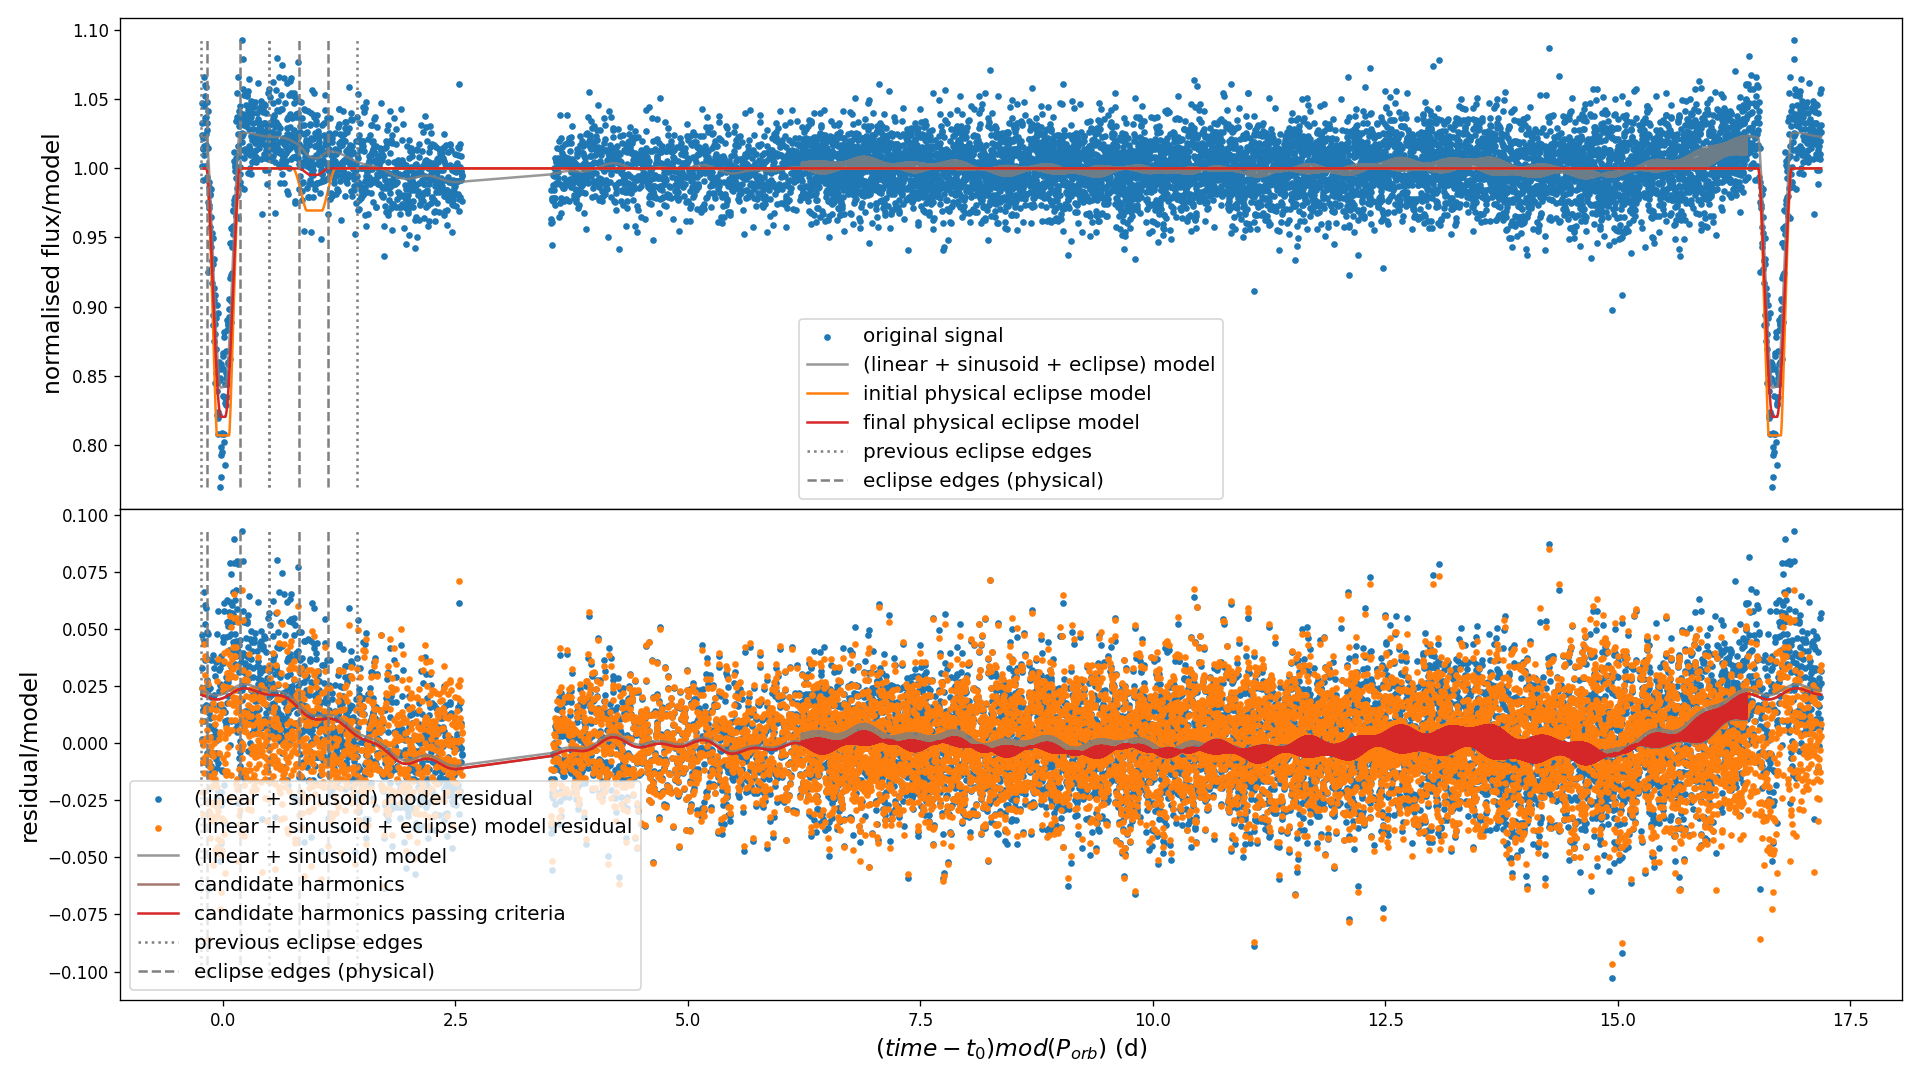 1.10
1.05
1.00
0.95
0.90
0.85
0.80
normalised flux/model
original signal
(linear + sinusoid + eclipse) model
initial physical eclipse model
final physical eclipse model
previous eclipse edges
eclipse edges (physical)
0.100
0.075
0.050
0.025
0.000
−0.025
−0.050
−0.075
−0.100
residual/model
(linear + sinusoid) model residual
(linear + sinusoid + eclipse) model residual
(linear + sinusoid) model
candidate harmonics
candidate harmonics passing criteria
previous eclipse edges
eclipse edges (physical)
0.0 2.5 5.0 7.5 10.0 12.5 15.0 17.5
(time − t₀)mod(Pₒᵣb) (d)